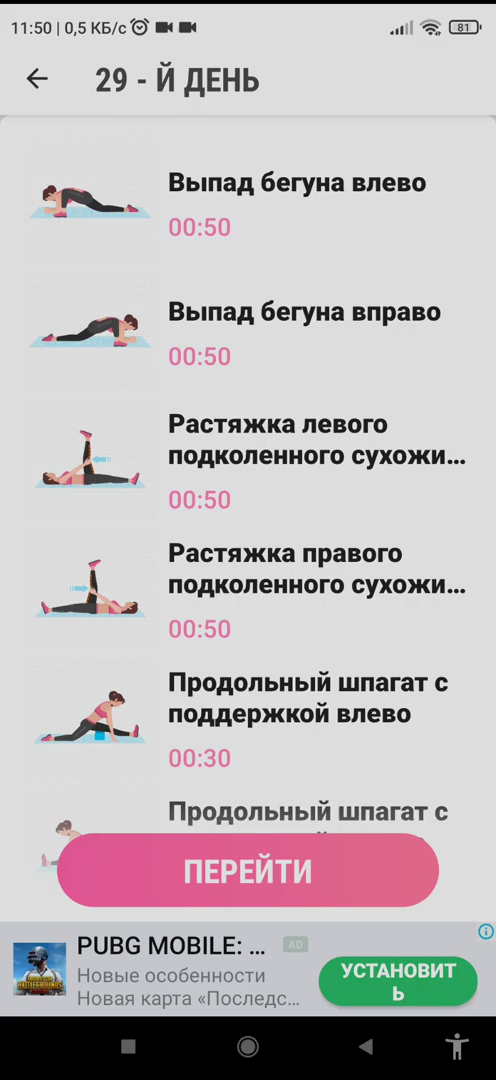 11:50 | 0,5 КБ/с
81
29 - Й ДЕНЬ
Выпад бегуна влево
00:50
Выпад бегуна вправо
00:50
Растяжка левого
подколенного сухожи...
00:50
Растяжка правого
подколенного сухожи...
00:50
Продольный шпагат с
поддержкой влево
00:30
Продольный шпагат с
ПЕРЕЙТИ
PUBG MOBILE: ...
AD
Новые особенности
Новая карта «Последс...
УСТАНОВИТ
Ь